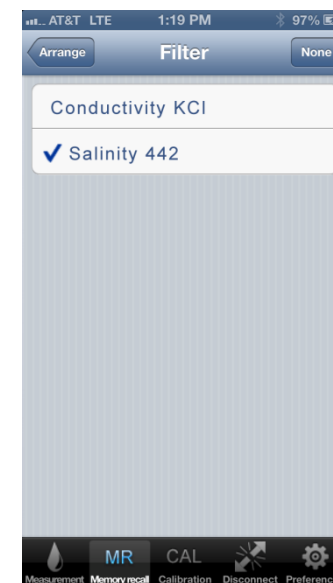 AT&T LTE 1:19 PM 97%
Arrange Filter None
Conductivity KCl
Salinity 442
MR CAL
Measurement Memory recall Calibration Disconnect Preferenc